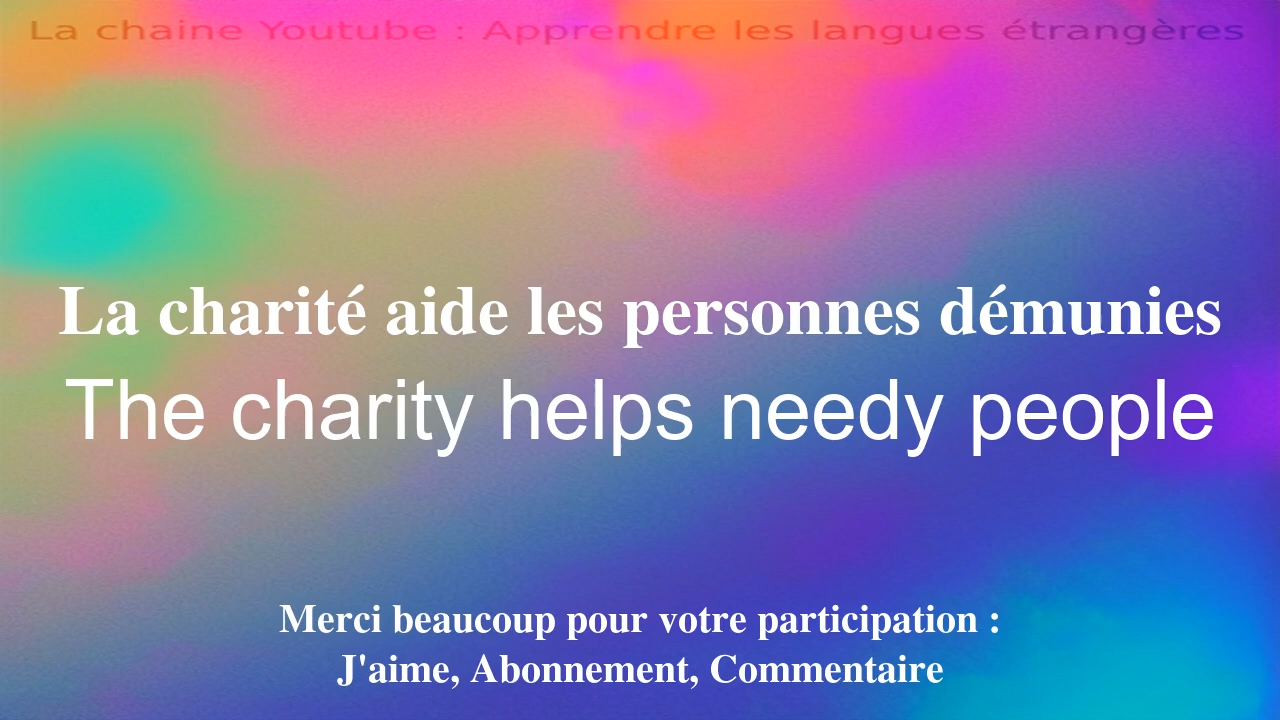 La chaine Youtube : Apprendre les langues étrangères
La charité aide les personnes démunies
The charity helps needy people
Merci beaucoup pour votre participation :
J'aime, Abonnement, Commentaire